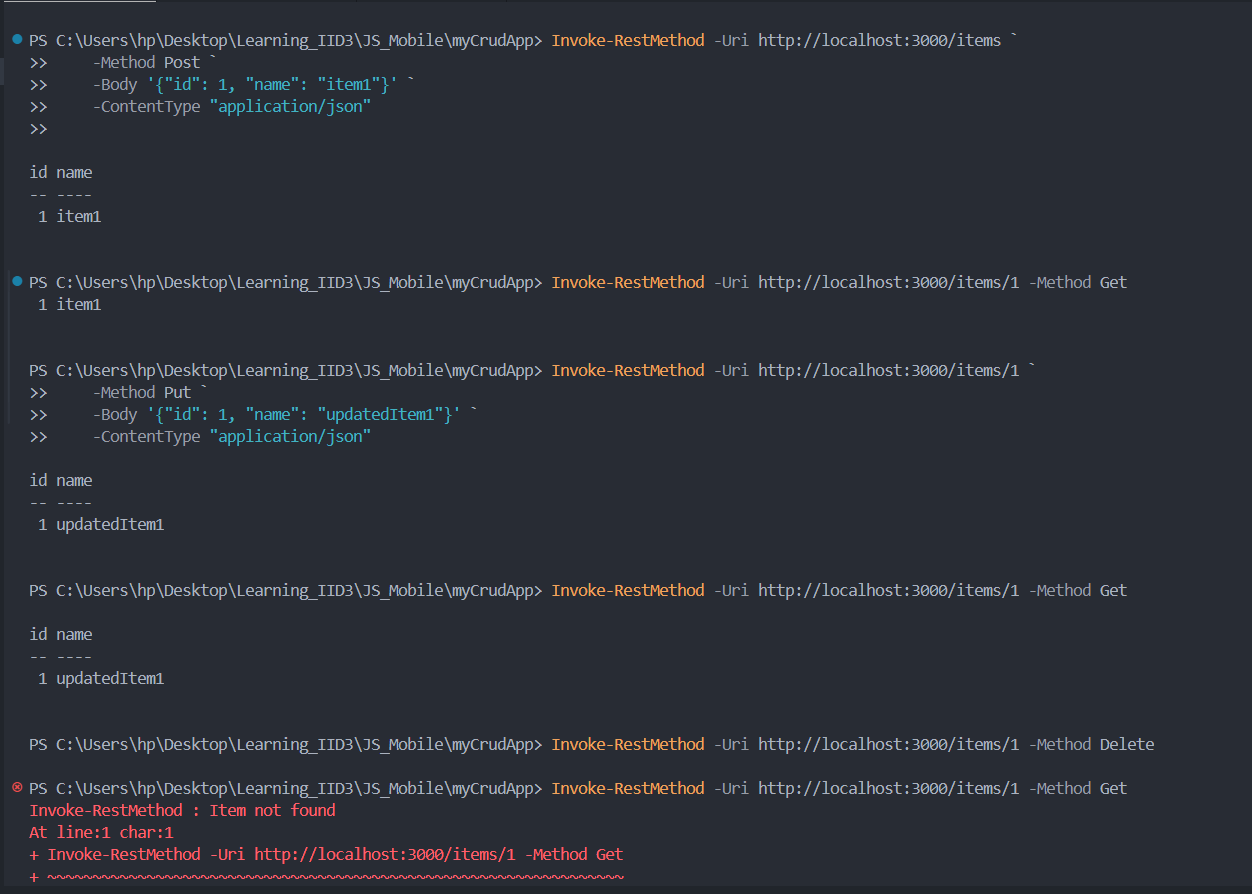 PS C:\Users\hp\Desktop\Learning_IID3\JS_Mobile\myCrudApp> Invoke-RestMethod -Uri http://localhost:3000/items `
>>     -Method Post `
>>     -Body '{"id": 1, "name": "item1"}' `
>>     -ContentType "application/json"
>>
id name
-- ----
 1 item1
PS C:\Users\hp\Desktop\Learning_IID3\JS_Mobile\myCrudApp> Invoke-RestMethod -Uri http://localhost:3000/items/1 -Method Get
 1 item1
PS C:\Users\hp\Desktop\Learning_IID3\JS_Mobile\myCrudApp> Invoke-RestMethod -Uri http://localhost:3000/items/1 `
>>     -Method Put `
>>     -Body '{"id": 1, "name": "updatedItem1"}' `
>>     -ContentType "application/json"
id name
-- ----
 1 updatedItem1
PS C:\Users\hp\Desktop\Learning_IID3\JS_Mobile\myCrudApp> Invoke-RestMethod -Uri http://localhost:3000/items/1 -Method Get
id name
-- ----
 1 updatedItem1
PS C:\Users\hp\Desktop\Learning_IID3\JS_Mobile\myCrudApp> Invoke-RestMethod -Uri http://localhost:3000/items/1 -Method Delete
PS C:\Users\hp\Desktop\Learning_IID3\JS_Mobile\myCrudApp> Invoke-RestMethod -Uri http://localhost:3000/items/1 -Method Get
Invoke-RestMethod : Item not found
At line:1 char:1
+ Invoke-RestMethod -Uri http://localhost:3000/items/1 -Method Get
+ ~~~~~~~~~~~~~~~~~~~~~~~~~~~~~~~~~~~~~~~~~~~~~~~~~~~~~~~~~~~~~~~~